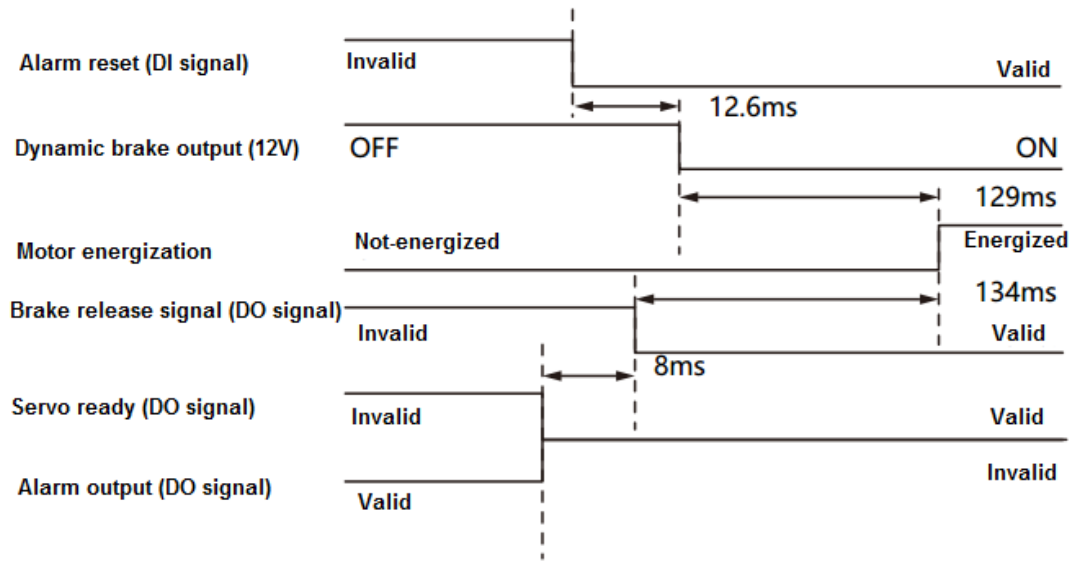 Alarm reset (DI signal) Invalid Valid
12.6ms
Dynamic brake output (12V) OFF ON
129ms
Motor energization Not-energized Energized
134ms
Brake release signal (DO signal) Invalid Valid
8ms
Servo ready (DO signal) Invalid Valid
Alarm output (DO signal) Valid Invalid